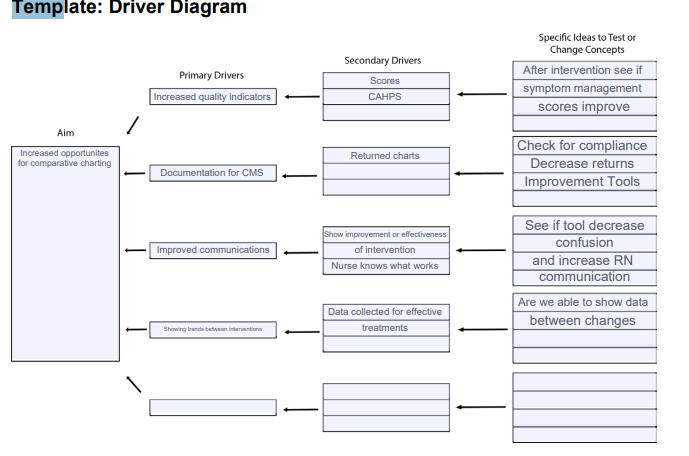 Template: Driver Diagram
Specific Ideas to Test or
Change Concepts
Secondary Drivers
Primary Drivers
Aim
Increased opportunites
for comparative charting
Increased quality indicators
Scores
CAHPS
After intervention see if
symptom management
scores improve
Documentation for CMS
Returned charts
Check for compliance
Decrease returns
Improvement Tools
Improved communications
Show improvement or effectiveness
of intervention
Nurse knows what works
See if tool decrease
confusion
and increase RN
communication
Showing trends between interventions
Data collected for effective
treatments
Are we able to show data
between changes